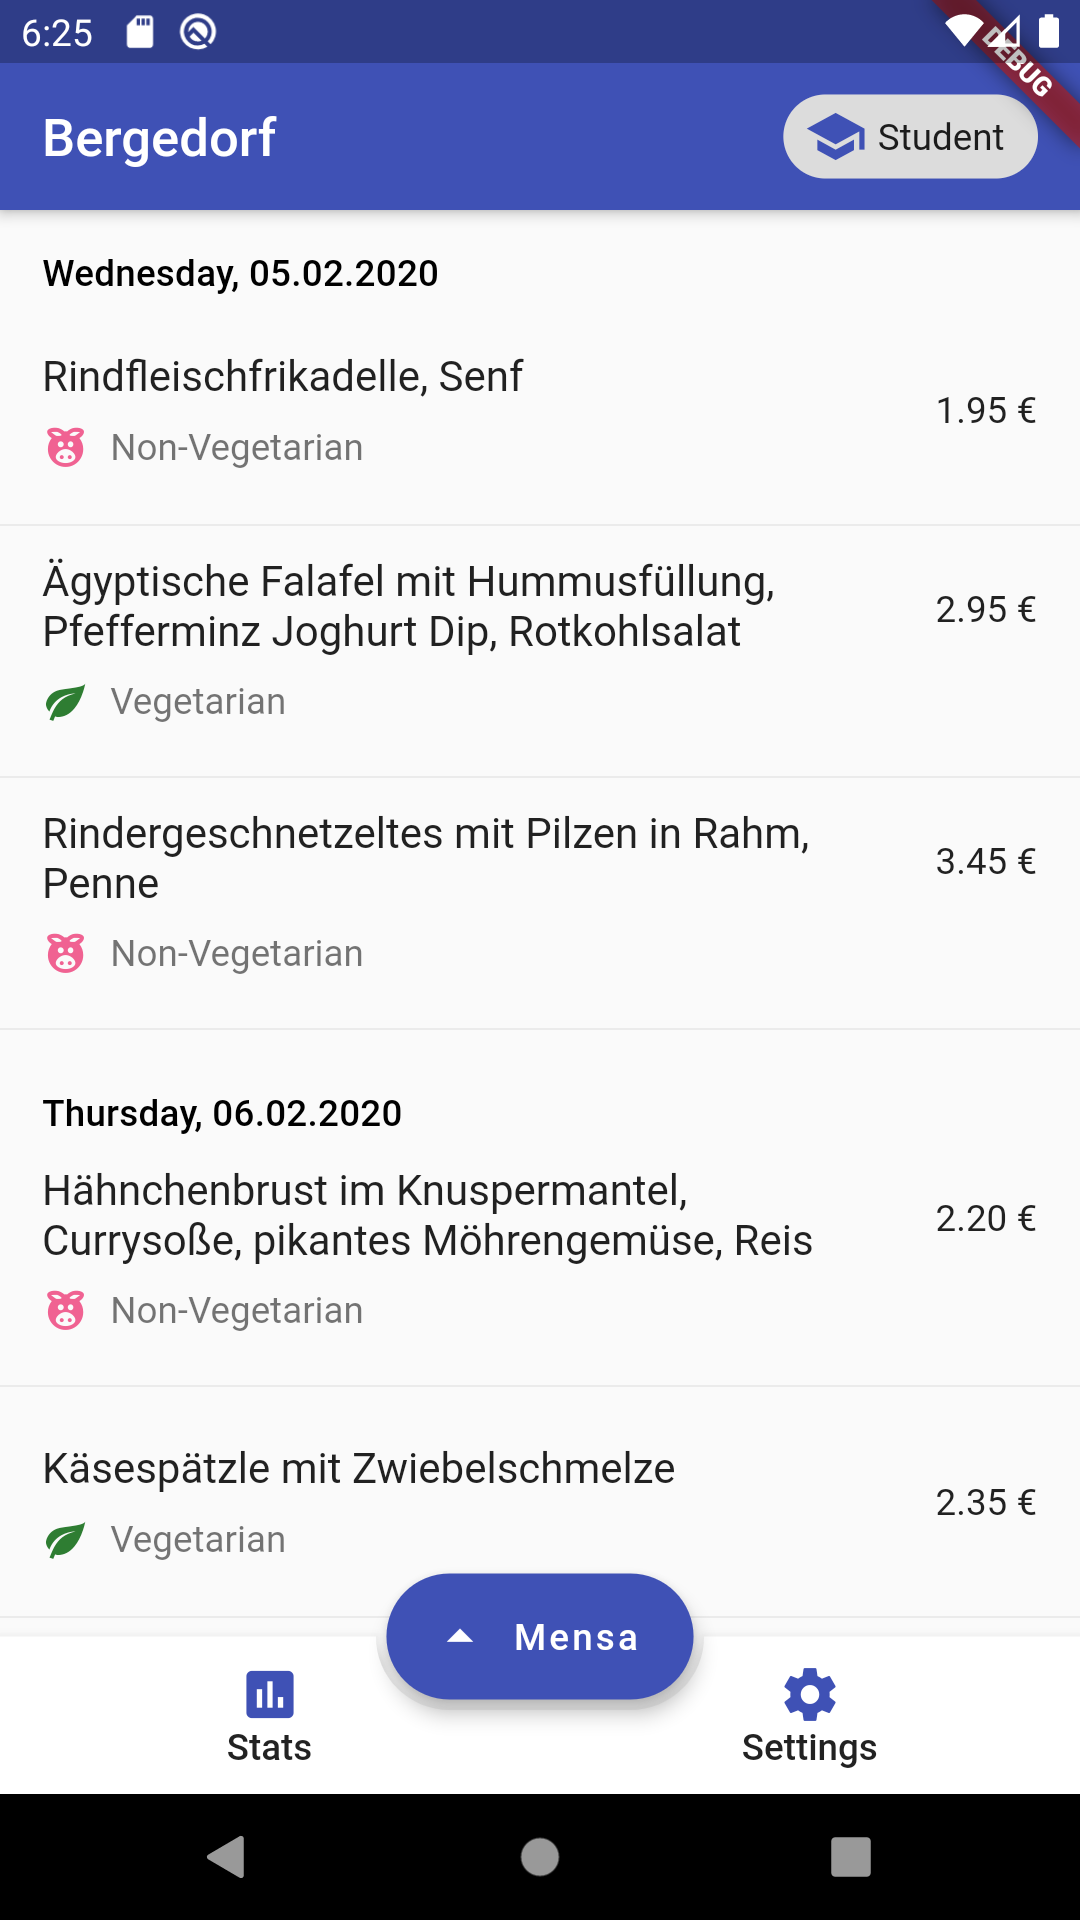 6:25
DEBUG
Bergedorf
Student
Wednesday, 05.02.2020
Rindfleischfrikadelle, Senf
1.95 €
Non-Vegetarian
Ägyptische Falafel mit Hummusfüllung,
Pfefferminz Joghurt Dip, Rotkohlsalat
2.95 €
Vegetarian
Rindergeschnetzeltes mit Pilzen in Rahm,
Penne
3.45 €
Non-Vegetarian
Thursday, 06.02.2020
Hähnchenbrust im Knuspermantel,
Currysoße, pikantes Möhrengemüse, Reis
2.20 €
Non-Vegetarian
Käsespätzle mit Zwiebelschmelze
2.35 €
Vegetarian
Mensa
Stats
Settings